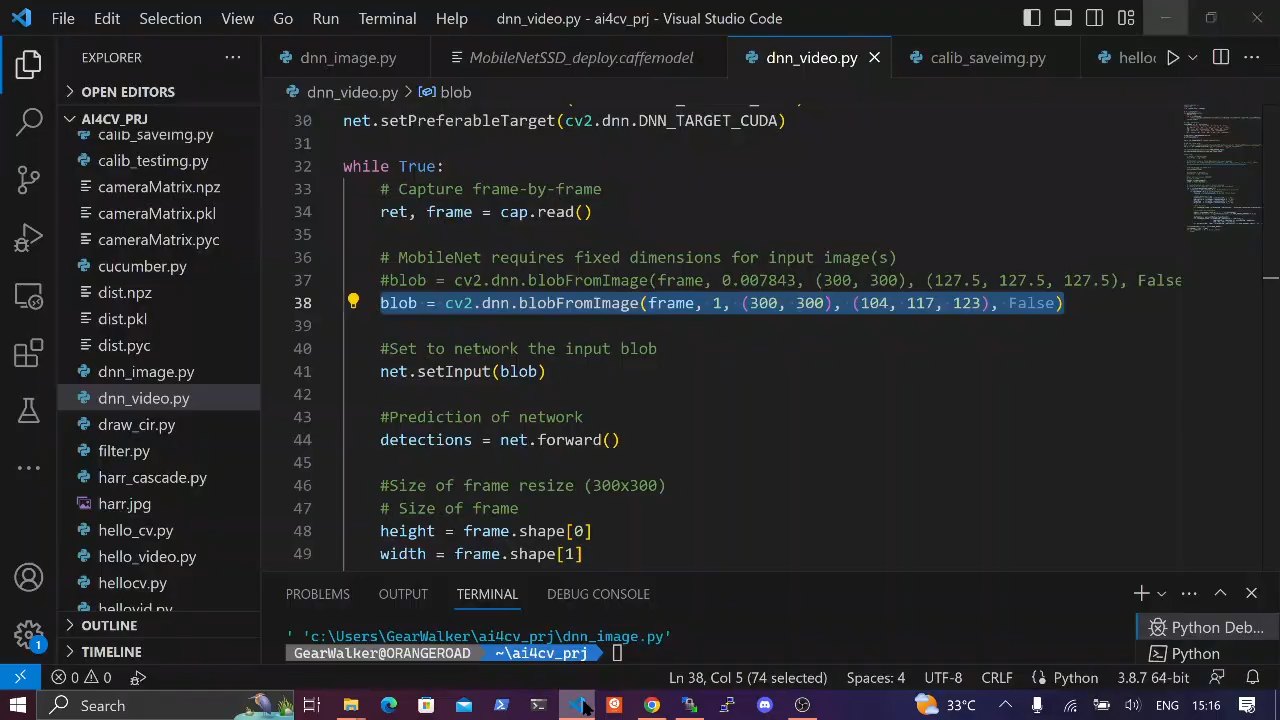 File Edit Selection View Go Run Terminal Help dnn_video.py - ai4cv_prj - Visual Studio Code
EXPLORER
dnn_image.py MobileNetSSD_deploy.caffemodel dnn_video.py calib_saveimg.py
OPEN EDITORS
dnn_video.py > blob
AI4CV_PRJ
calib_saveimg.py
calib_testimg.py
cameraMatrix.npz
cameraMatrix.pkl
cameraMatrix.pyc
cucumber.py
dist.npz
dist.pkl
dist.pyc
dnn_image.py
dnn_video.py
draw_cir.py
filter.py
harr_cascade.py
harr.jpg
hello_cv.py
hello_video.py
hellocv.py
hellovid.py
OUTLINE
TIMELINE
30 net.setPreferableTarget(cv2.dnn.DNN_TARGET_CUDA)
31
32 while True:
33 # Capture frame-by-frame
34 ret, frame = cap.read()
35
36 # MobileNet requires fixed dimensions for input image(s)
37 #blob = cv2.dnn.blobFromImage(frame, 0.007843, (300, 300), (127.5, 127.5, 127.5), False
38 blob = cv2.dnn.blobFromImage(frame, 1, (300, 300), (104, 117, 123), False)
39
40 #Set to network the input blob
41 net.setInput(blob)
42
43 #Prediction of network
44 detections = net.forward()
45
46 #Size of frame resize (300x300)
47 # Size of frame
48 height = frame.shape[0]
49 width = frame.shape[1]
PROBLEMS OUTPUT TERMINAL DEBUG CONSOLE
' 'c:\Users\GearWalker\ai4cv_prj\dnn_image.py'
GearWalker@ORANGEROAD ~\ai4cv_prj
Python Deb...
Python
1
0 0 Ln 38, Col 5 (74 selected) Spaces: 4 UTF-8 CRLF Python 3.8.7 64-bit
Search 32°C 15:16